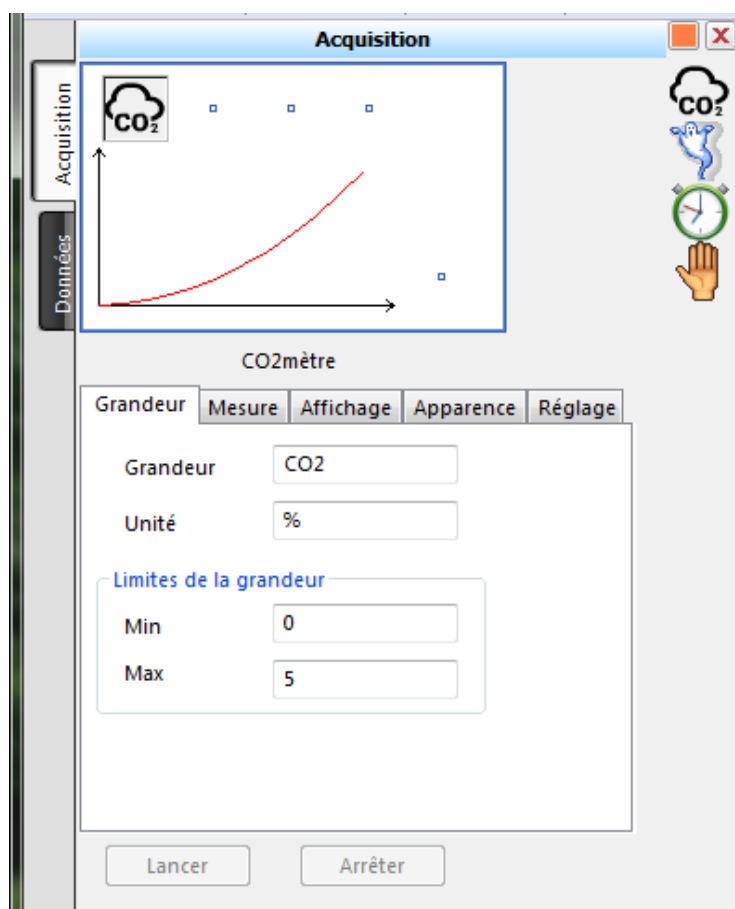 Acquisition
Acquisition
Données
CO2
CO2
CO2mètre
Grandeur Mesure Affichage Apparence Réglage
Grandeur CO2
Unité %
Limites de la grandeur
Min 0
Max 5
Lancer Arrêter